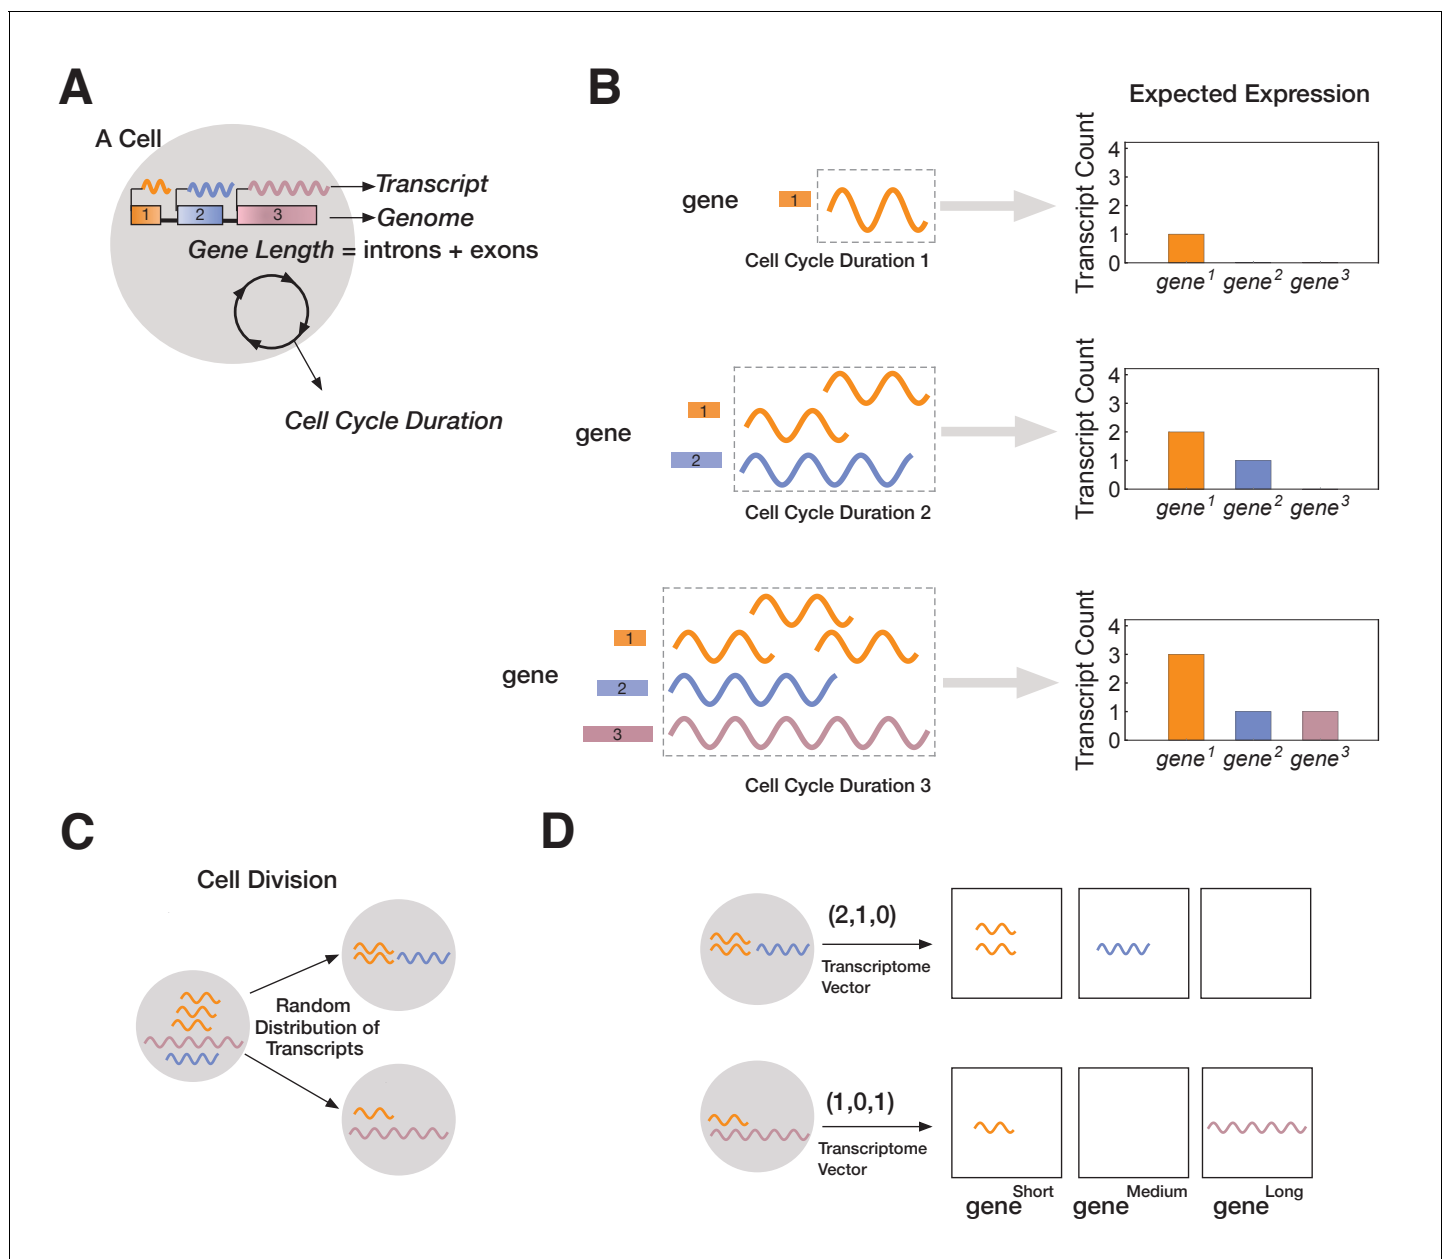 A
A Cell
1
2
3
Transcript
Genome
Gene Length = introns + exons
Cell Cycle Duration
B
Expected Expression
gene
1
Cell Cycle Duration 1
Transcript Count
4
3
2
1
0
gene1 gene2 gene3
gene
1
2
Cell Cycle Duration 2
Transcript Count
4
3
2
1
0
gene1 gene2 gene3
gene
1
2
3
Cell Cycle Duration 3
Transcript Count
4
3
2
1
0
gene1 gene2 gene3
C
Cell Division
Random
Distribution of
Transcripts
D
(2,1,0)
Transcriptome
Vector
(1,0,1)
Transcriptome
Vector
geneShort geneMedium geneLong